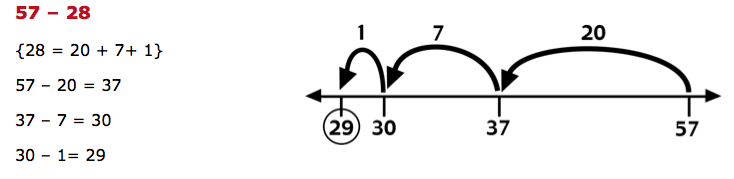 57 – 28
{28 = 20 + 7+ 1}
57 – 20 = 37
37 – 7 = 30
30 – 1= 29
1 7 20
29 30 37 57